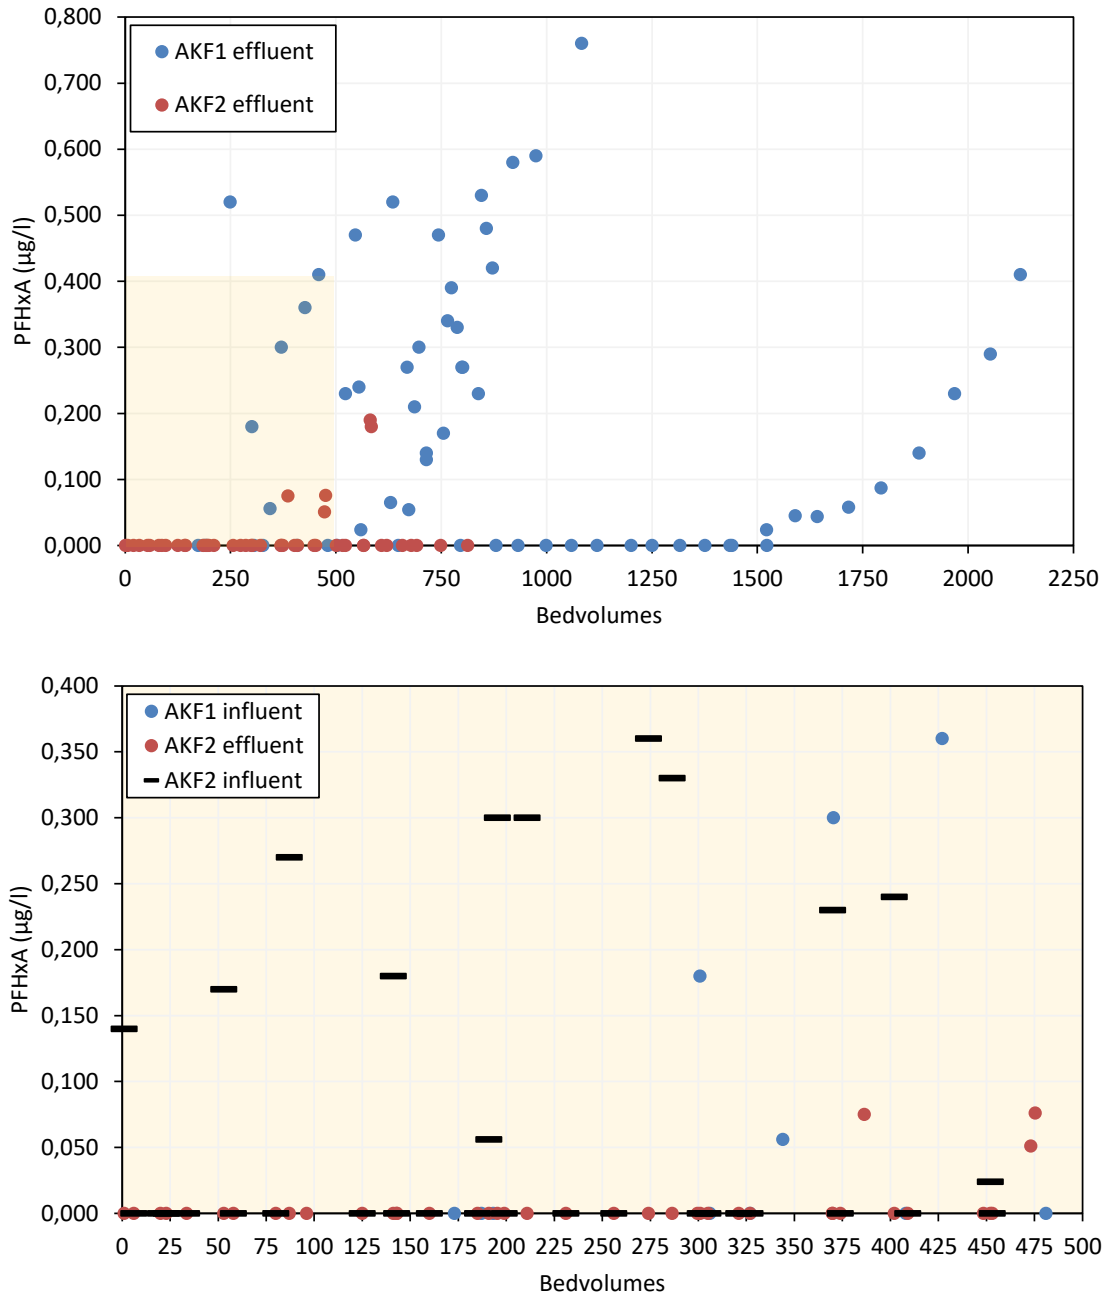 0,800
0,700
0,600
0,500
0,400
0,300
0,200
0,100
0,000
PFHxA (µg/l)
AKF1 effluent
AKF2 effluent
0 250 500 750 1000 1250 1500 1750 2000 2250
Bedvolumes
0,400
0,350
0,300
0,250
0,200
0,150
0,100
0,050
0,000
PFHxA (µg/l)
AKF1 influent
AKF2 effluent
AKF2 influent
0 25 50 75 100 125 150 175 200 225 250 275 300 325 350 375 400 425 450 475 500
Bedvolumes